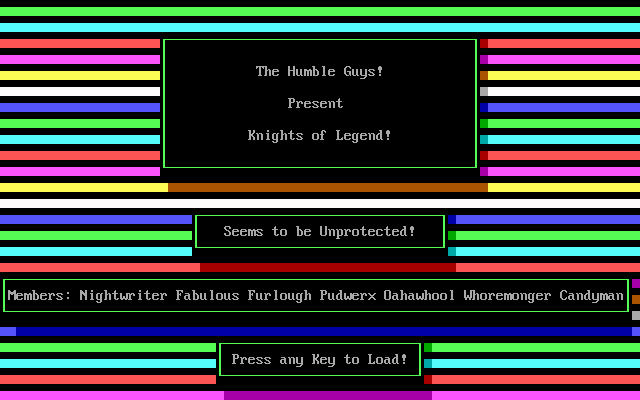 The Humble Guys!
Present
Knights of Legend!
Seems to be Unprotected!
Members: Nightwriter Fabulous Furlough Pudwerx Oahawhool Whoremonger Candyman
Press any Key to Load!